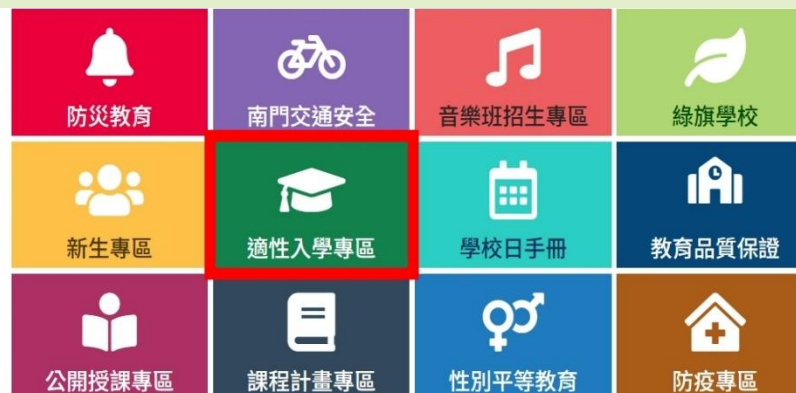 防災教育
南門交通安全
音樂班招生專區
綠旗學校
新生專區
適性入學專區
學校日手冊
教育品質保證
公開授課專區
課程計畫專區
性別平等教育
防疫專區